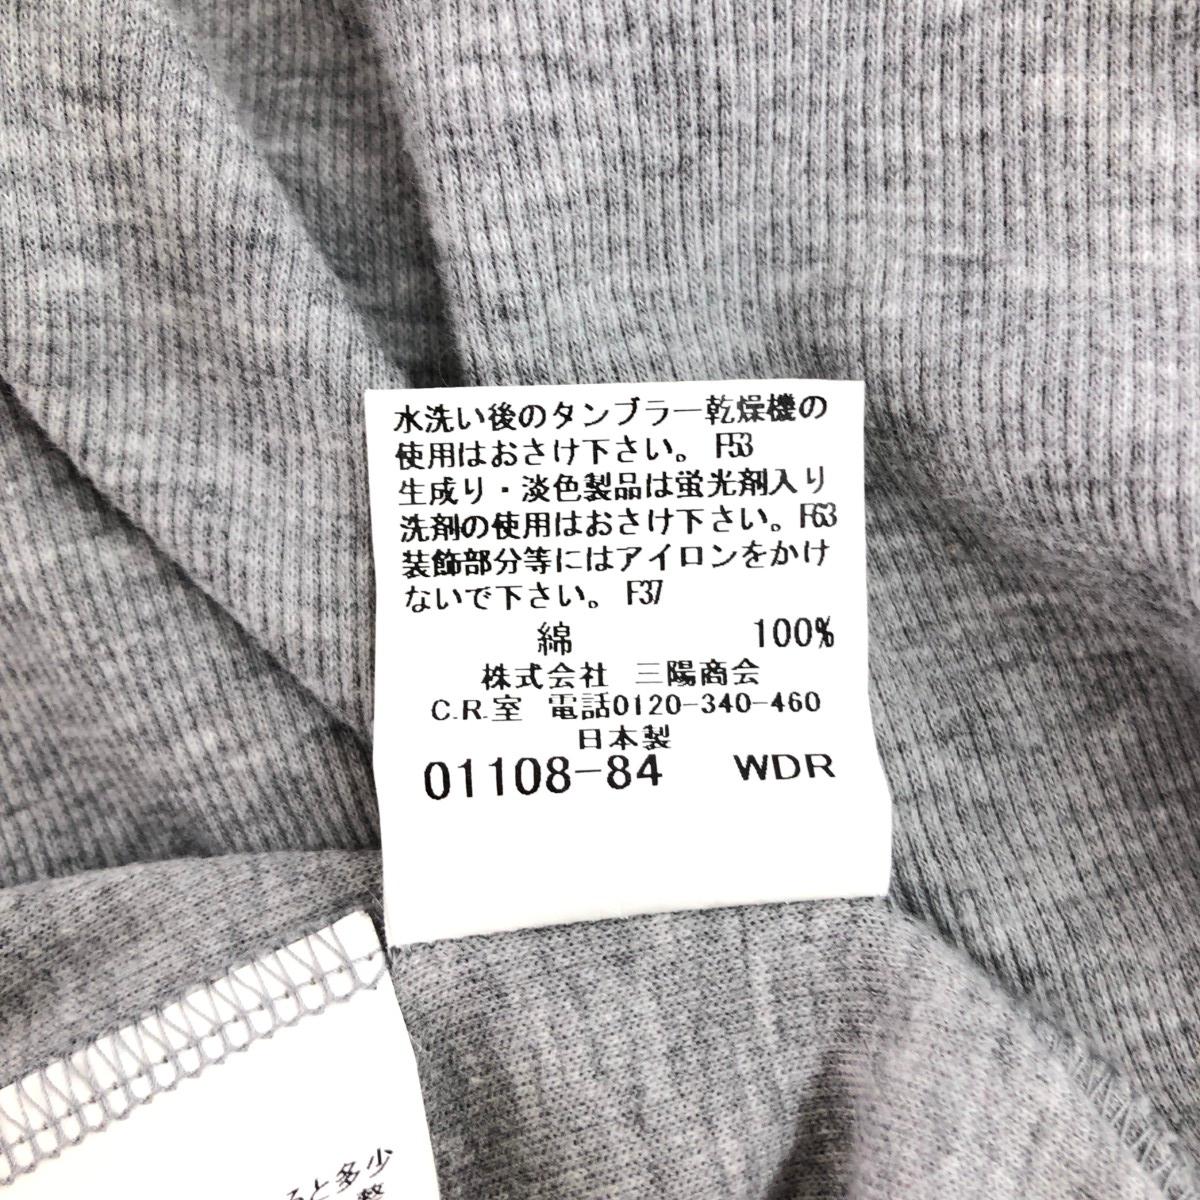 水洗い後のタンブラー乾燥機の
使用はおさけ下さい。F53
生成り・淡色製品は蛍光剤入り
洗剤の使用はおさけ下さい。F63
装飾部分等にはアイロンをかけ
ないで下さい。F37
綿 100%
株式会社 三陽商会
C.R.室 電話0120-340-460
日本製
01108-84 WDR
ると多少
整